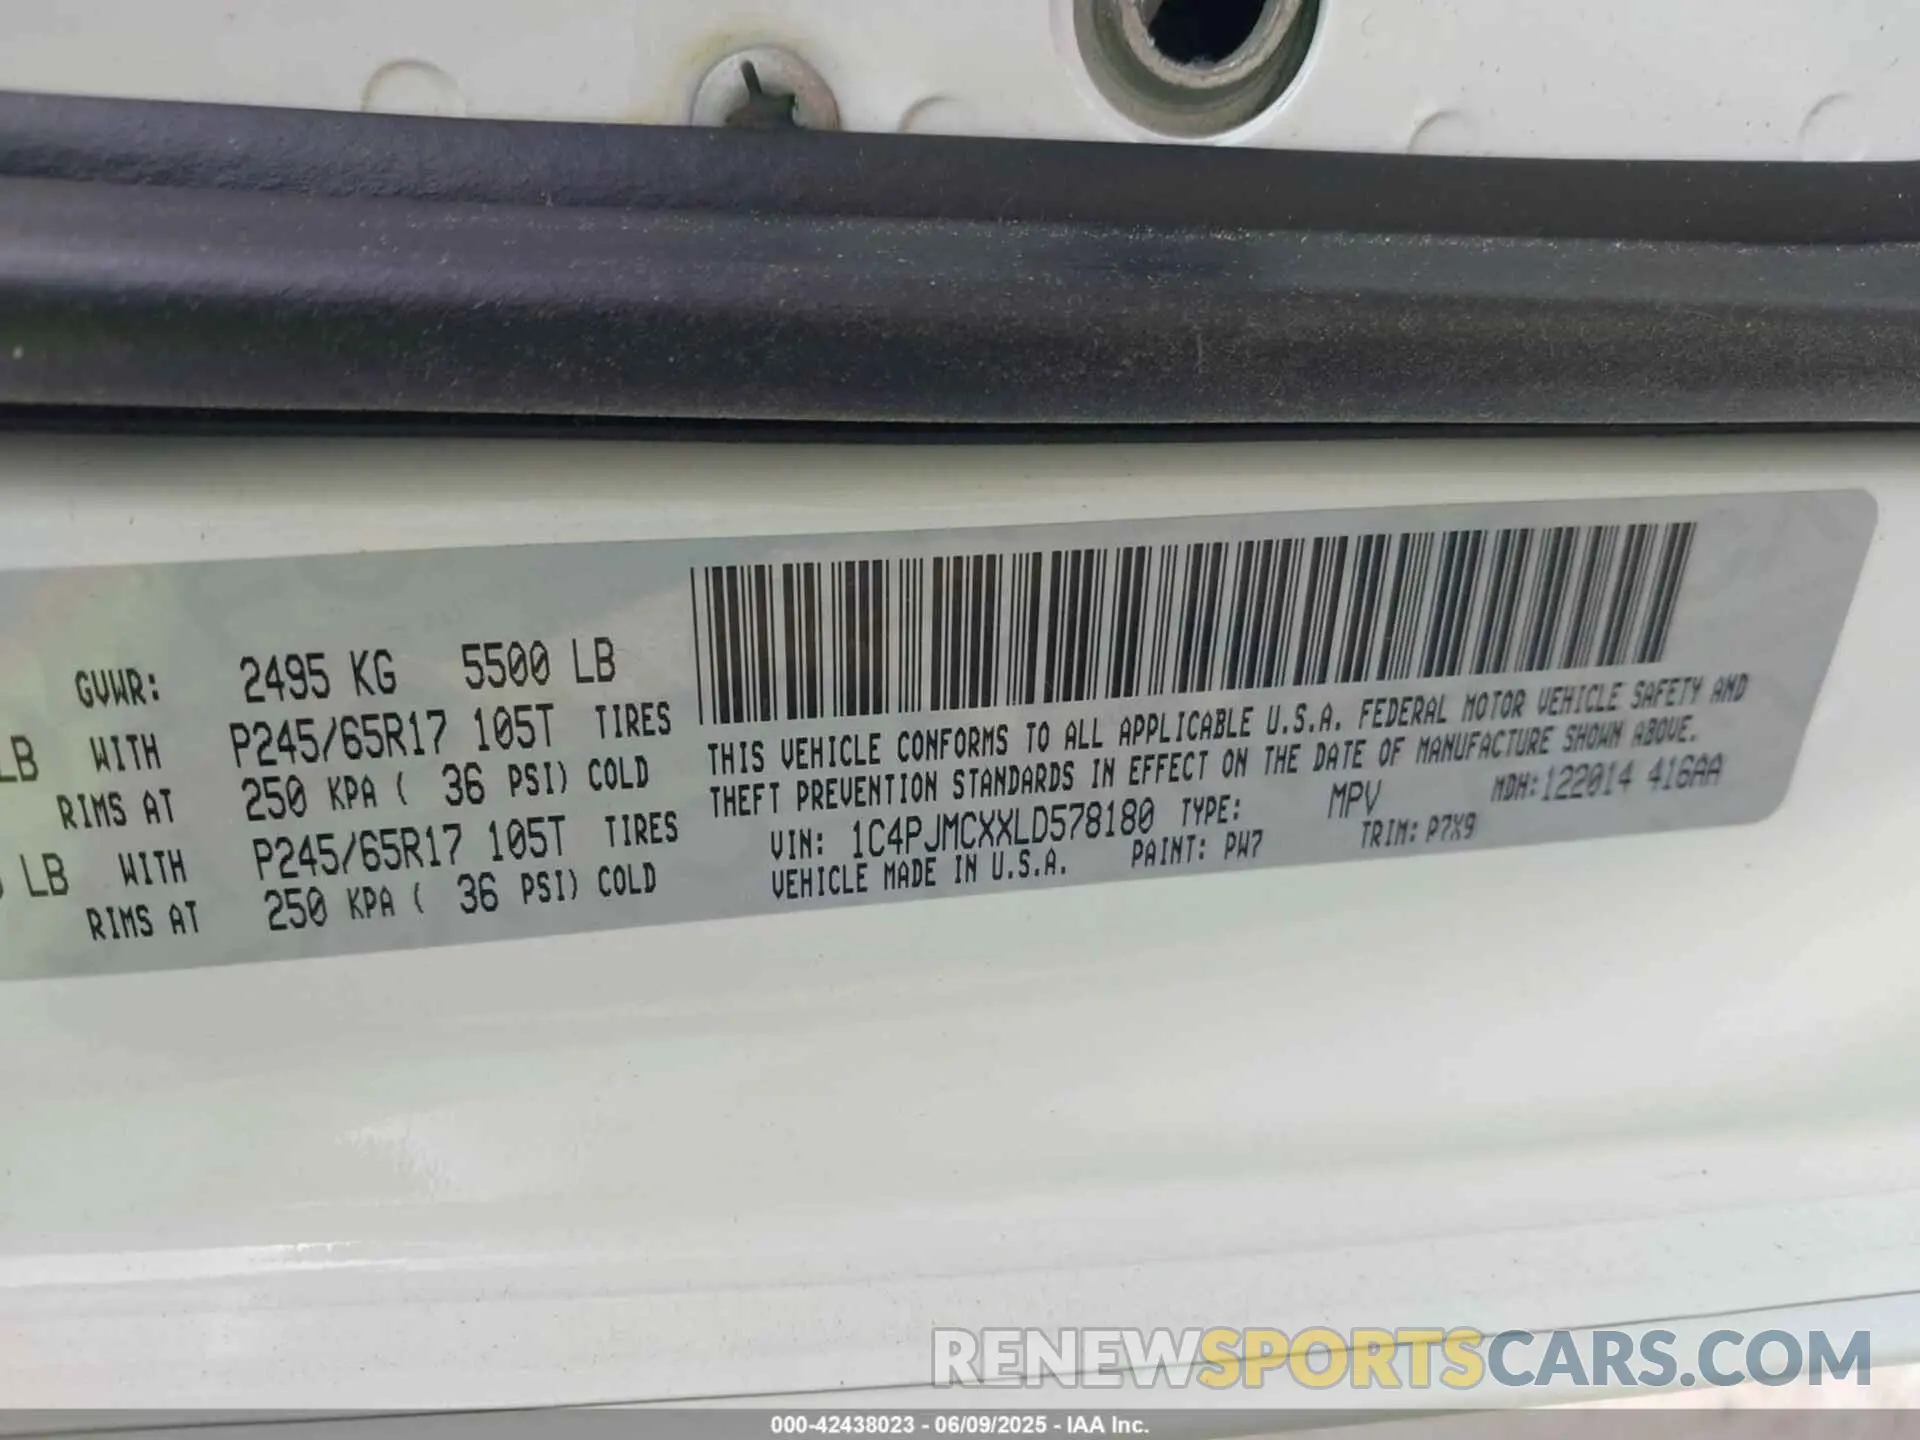 GVWR: 2495 KG 5500 LB
LB WITH P245/65R17 105T TIRES
RIMS AT 250 KPA ( 36 PSI) COLD
LB WITH P245/65R17 105T TIRES
RIMS AT 250 KPA ( 36 PSI) COLD
THIS VEHICLE CONFORMS TO ALL APPLICABLE U.S.A. FEDERAL MOTOR VEHICLE SAFETY AND
THEFT PREVENTION STANDARDS IN EFFECT ON THE DATE OF MANUFACTURE SHOWN ABOVE.
VIN: 1C4PJMCXXLD578180 TYPE: MPV MDH:122014 416AA
VEHICLE MADE IN U.S.A. PAINT: PW7 TRIM: P7X9
RENEWSPORTSCARS.COM
000-42438023 - 06/09/2025 - IAA Inc.